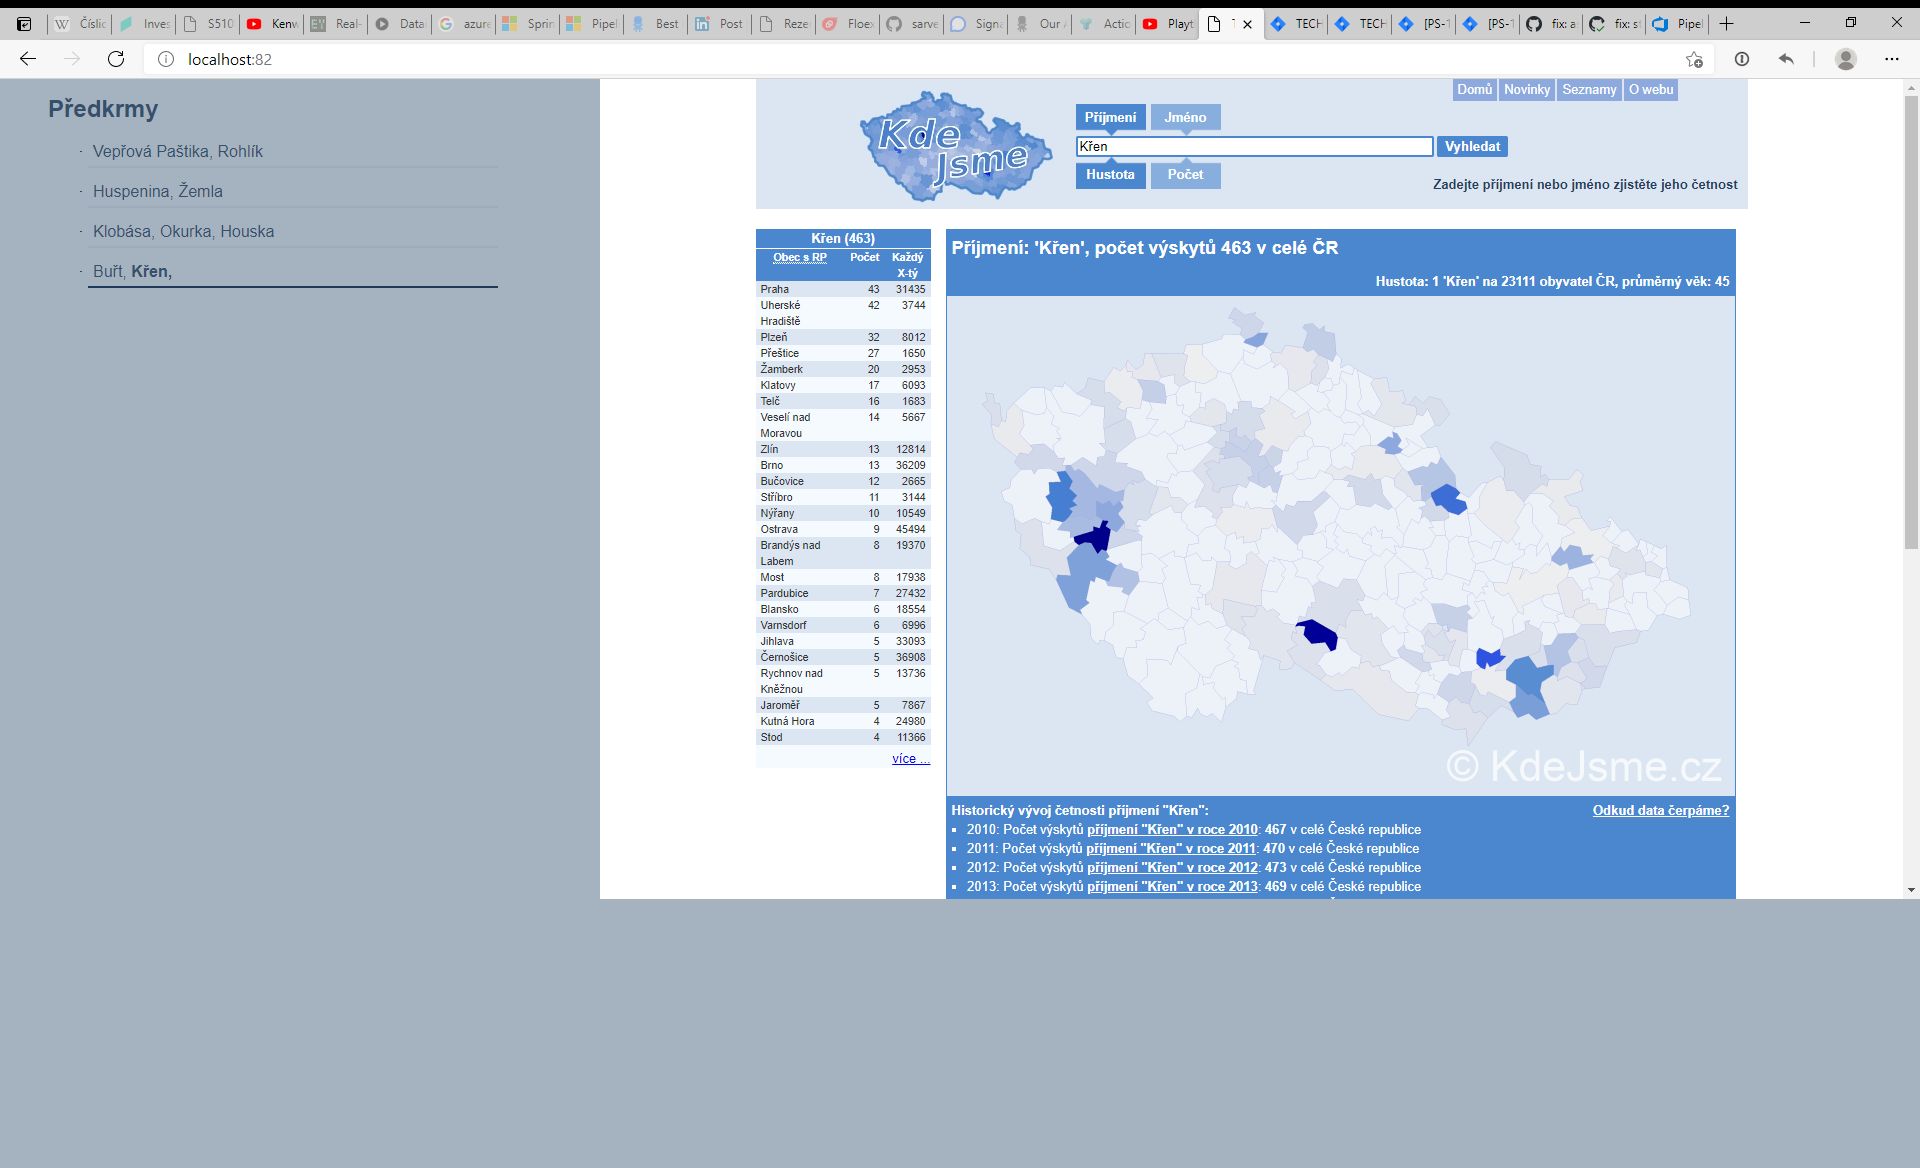 Číslic
Inves
S510
Kenw
Real-
Data
azure
Sprin
Pipel
Best
Post
Reze
Floex
sarve
Signa
Our A
Actio
Playt
TECH
TECH
[PS-1
[PS-1
fix: a
fix: s
Pipel
localhost:82
Předkrmy
· Vepřová Paštika, Rohlík
· Huspenina, Žemla
· Klobása, Okurka, Houska
· Buřt, Křen,
Domů Novinky Seznamy O webu
Kde
Jsme
Příjmení Jméno
Křen Vyhledat
Hustota Počet
Zadejte příjmení nebo jméno zjistěte jeho četnost
Křen (463)
Obec s RP Počet Každý
X-tý
Praha 43 31435
Uherské 42 3744
Hradiště
Plzeň 32 8012
Přeštice 27 1650
Žamberk 20 2953
Klatovy 17 6093
Telč 16 1683
Veselí nad 14 5667
Moravou
Zlín 13 12814
Brno 13 36209
Bučovice 12 2665
Stříbro 11 3144
Nýřany 10 10549
Ostrava 9 45494
Brandýs nad 8 19370
Labem
Most 8 17938
Pardubice 7 27432
Blansko 6 18554
Varnsdorf 6 6996
Jihlava 5 33093
Černošice 5 36908
Rychnov nad 5 13736
Kněžnou
Jaroměř 5 7867
Kutná Hora 4 24980
Stod 4 11366
více ...
Příjmení: 'Křen', počet výskytů 463 v celé ČR
Hustota: 1 'Křen' na 23111 obyvatel ČR, průměrný věk: 45
© KdeJsme.cz
Historický vývoj četnosti příjmení "Křen":
Odkud data čerpáme?
2010: Počet výskytů příjmení "Křen" v roce 2010: 467 v celé České republice
2011: Počet výskytů příjmení "Křen" v roce 2011: 470 v celé České republice
2012: Počet výskytů příjmení "Křen" v roce 2012: 473 v celé České republice
2013: Počet výskytů příjmení "Křen" v roce 2013: 469 v celé České republice